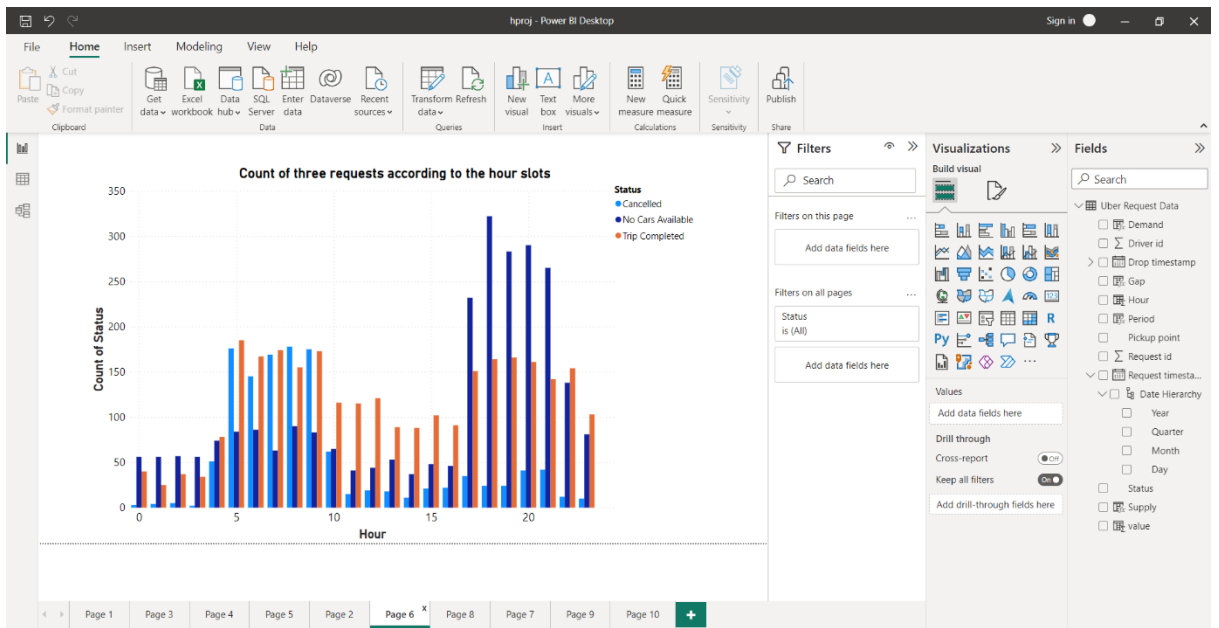 hproj - Power BI Desktop
Sign in
File Home Insert Modeling View Help
Paste
Cut
Copy
Format painter
Clipboard
Get data
Excel workbook
Data hub
SQL Server
Enter data
Dataverse
Recent sources
Data
Transform data
Refresh
Queries
New visual
Text box
More visuals
Insert
New measure
Quick measure
Calculations
Sensitivity
Sensitivity
Publish
Share
Count of three requests according to the hour slots
Status
Cancelled
No Cars Available
Trip Completed
Count of Status
350
300
250
200
150
100
50
0
0 5 10 15 20
Hour
Filters
Search
Filters on this page
...
Add data fields here
Filters on all pages
...
Status
is (All)
Add data fields here
Visualizations
Build visual
123
R
Py
...
Values
Add data fields here
Drill through
Cross-report
Off
Keep all filters
On
Add drill-through fields here
Fields
Search
Uber Request Data
Demand
Driver id
Drop timestamp
Gap
Hour
Period
Pickup point
Request id
Request timesta...
Date Hierarchy
Year
Quarter
Month
Day
Status
Supply
value
Page 1 Page 3 Page 4 Page 5 Page 2 Page 6 x Page 8 Page 7 Page 9 Page 10 +